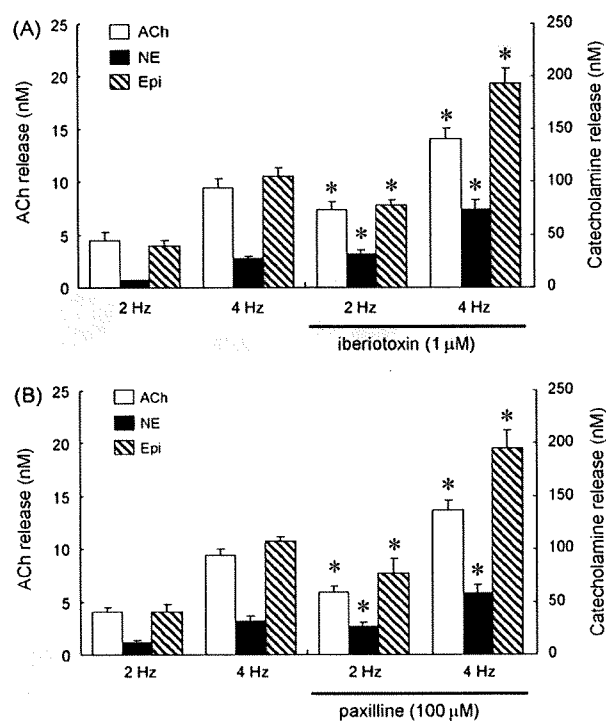 (A)
ACh
NE
Epi
ACh release (nM)
25
20
15
10
5
0
Catecholamine release (nM)
250
200
150
100
50
0
* * * * * *
2 Hz 4 Hz 2 Hz 4 Hz
iberiotoxin (1 μM)
(B)
ACh
NE
Epi
ACh release (nM)
25
20
15
10
5
0
Catecholamine release (nM)
250
200
150
100
50
0
* * * * * *
2 Hz 4 Hz 2 Hz 4 Hz
paxilline (100 μM)